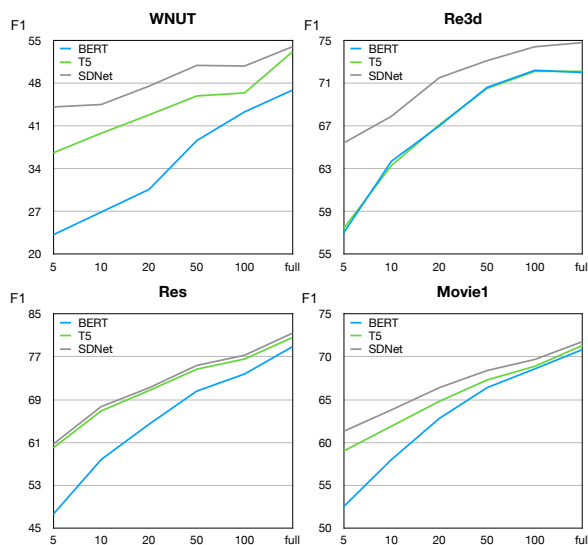 WNUT
F1
55
48
41
34
27
20
BERT
T5
SDNet
5 10 20 50 100 full
Re3d
F1
75
71
67
63
59
55
BERT
T5
SDNet
5 10 20 50 100 full
Res
F1
85
77
69
61
53
45
BERT
T5
SDNet
5 10 20 50 100 full
Movie1
F1
75
70
65
60
55
50
BERT
T5
SDNet
5 10 20 50 100 full